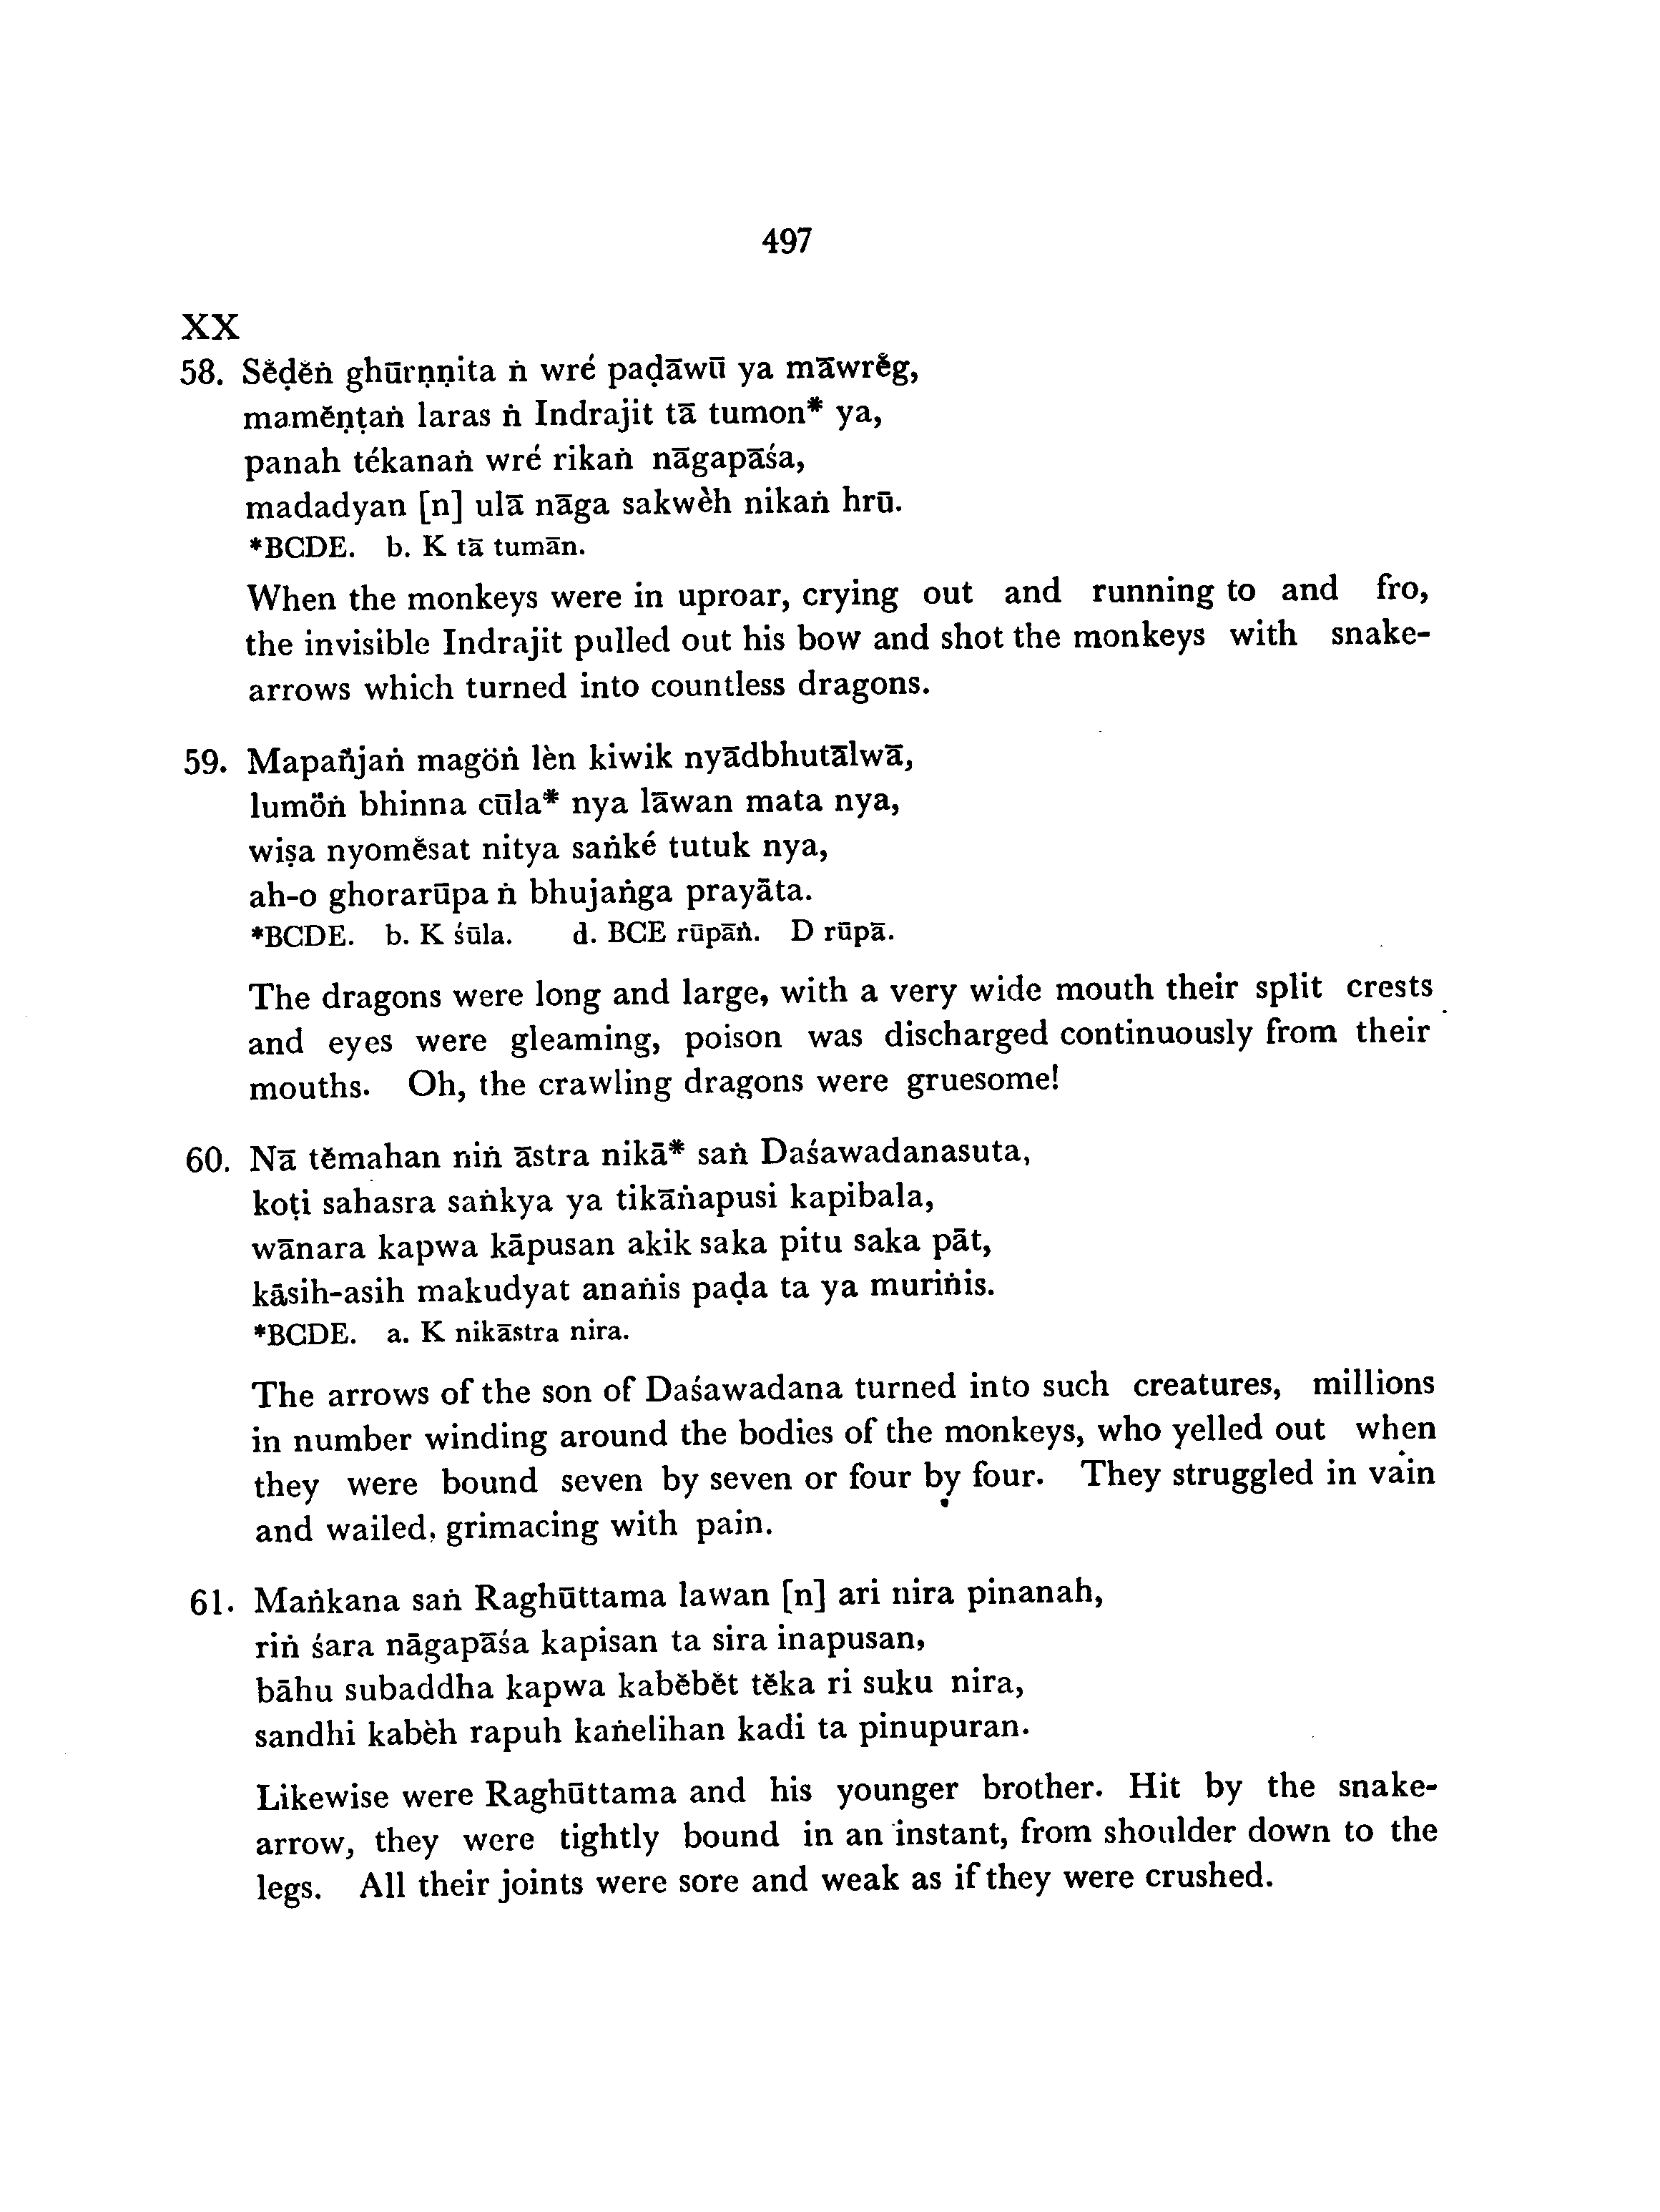 497
XX
58. Sĕḍĕṅ ghūrṇṇita ṅ wré paḍāwū ya māwrĕg,
mamĕṇṭaṅ laras ṅ Indrajit tā tumon* ya,
panah tékanaṅ wré rikaṅ nāgapāśa,
madadyan [n] ulā nāga sakwèh nikaṅ hrū.
*BCDE. b. K tā tumān.
When the monkeys were in uproar, crying out and running to and fro,
the invisible Indrajit pulled out his bow and shot the monkeys with snake-
arrows which turned into countless dragons.
59. Mapañjaṅ magöṅ lèn kiwik nyādbhutālwā,
lumöṅ bhinna cūla* nya lāwan mata nya,
wiṣa nyomĕsat nitya saṅké tutuk nya,
ah-o ghorarūpa ṅ bhujaṅga prayāta.
*BCDE. b. K śūla. d. BCE rūpāṅ. D rūpā.
The dragons were long and large, with a very wide mouth their split crests
and eyes were gleaming, poison was discharged continuously from their
mouths. Oh, the crawling dragons were gruesome!
60. Nā tĕmahan niṅ āstra nikā* saṅ Daśawadanasuta,
koṭi sahasra saṅkya ya tikāṅapusi kapibala,
wānara kapwa kāpusan akik saka pitu saka pāt,
kāsih-asih makudyat anaṅis paḍa ta ya muriṅis.
*BCDE. a. K nikāstra nira.
The arrows of the son of Daśawadana turned into such creatures, millions
in number winding around the bodies of the monkeys, who yelled out when
they were bound seven by seven or four by four. They struggled in vain
and wailed, grimacing with pain.
61. Maṅkana saṅ Raghūttama lawan [n] ari nira pinanah,
riṅ śara nāgapāśa kapisan ta sira inapusan,
bāhu subaddha kapwa kabĕbĕt tĕka ri suku nira,
sandhi kabèh rapuh kaṅelihan kadi ta pinupuran.
Likewise were Raghūttama and his younger brother. Hit by the snake-
arrow, they were tightly bound in an instant, from shoulder down to the
legs. All their joints were sore and weak as if they were crushed.